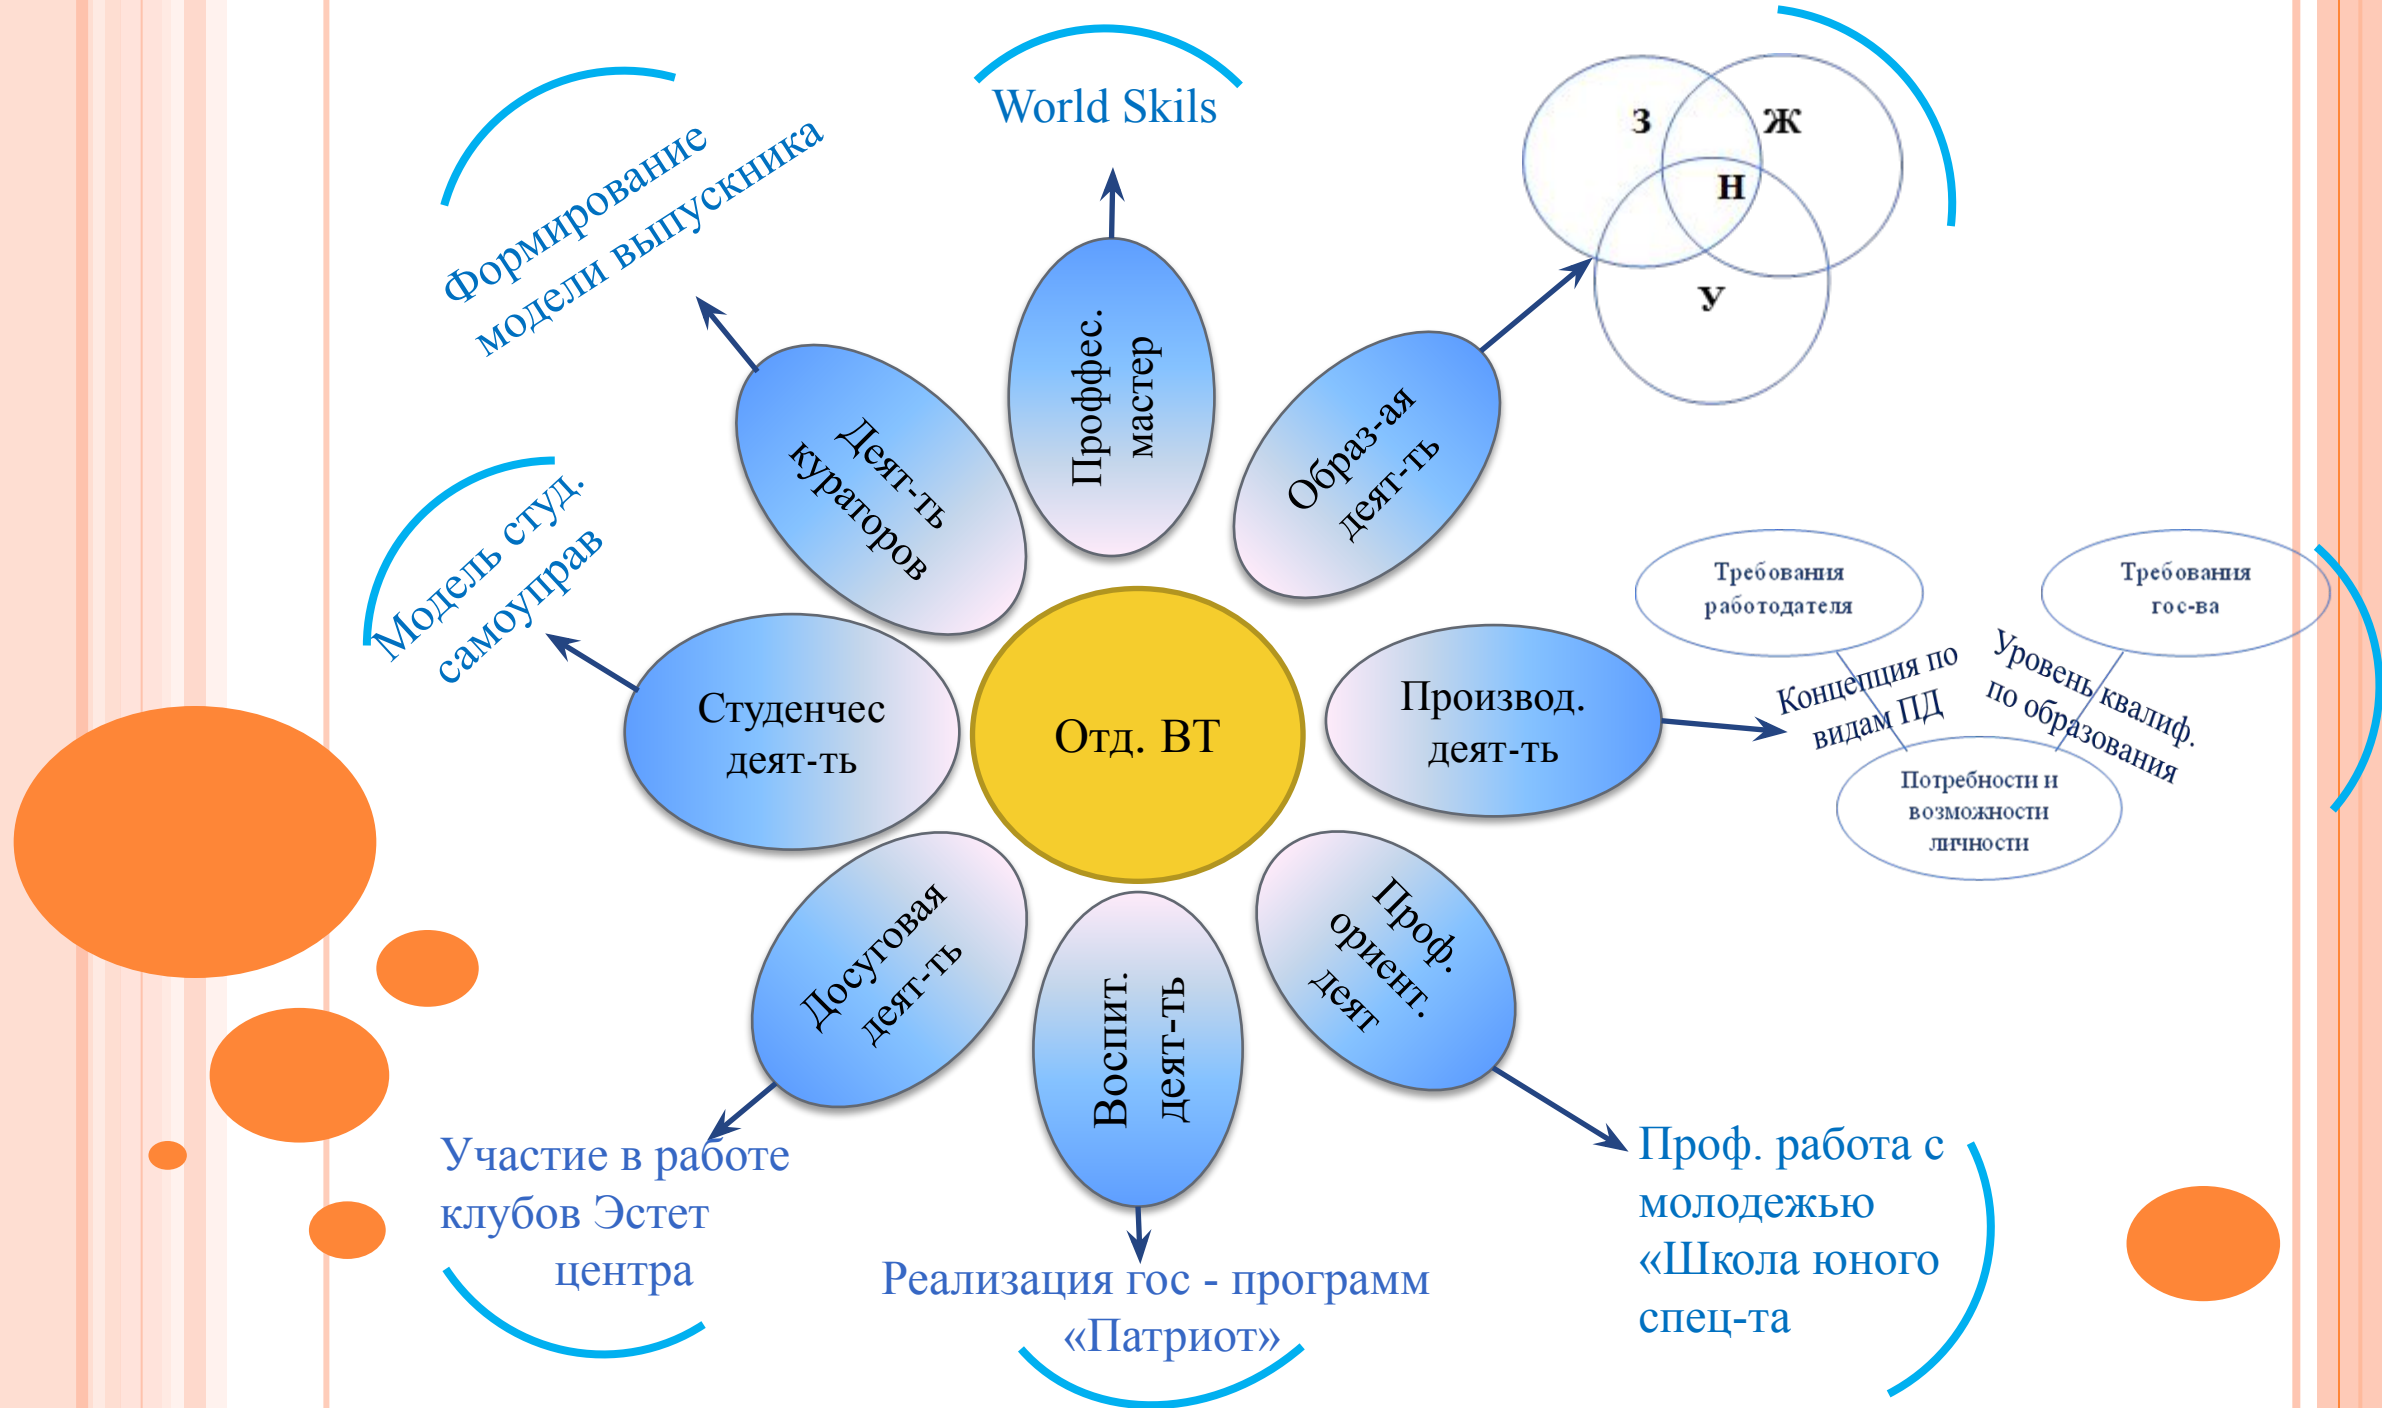 World Skils
Формирование
модели выпускника
З
Ж
Н
У
Проффес.
мастер
Деят-ть
кураторов
Образ-ая
деят-ть
Модель студ.
самоуправ
Требования
работодателя
Требования
гос-ва
Концепция по
видам ПД
Уровень квалиф.
по образования
Потребности и
возможности
личности
Студенчес
деят-ть
Отд. ВТ
Производ.
деят-ть
Досуговая
деят-ть
Воспит.
деят-ть
Проф.
ориент.
деят
Участие в работе
клубов Эстет
центра
Реализация гос - программ
«Патриот»
Проф. работа с
молодежью
«Школа юного
спец-та